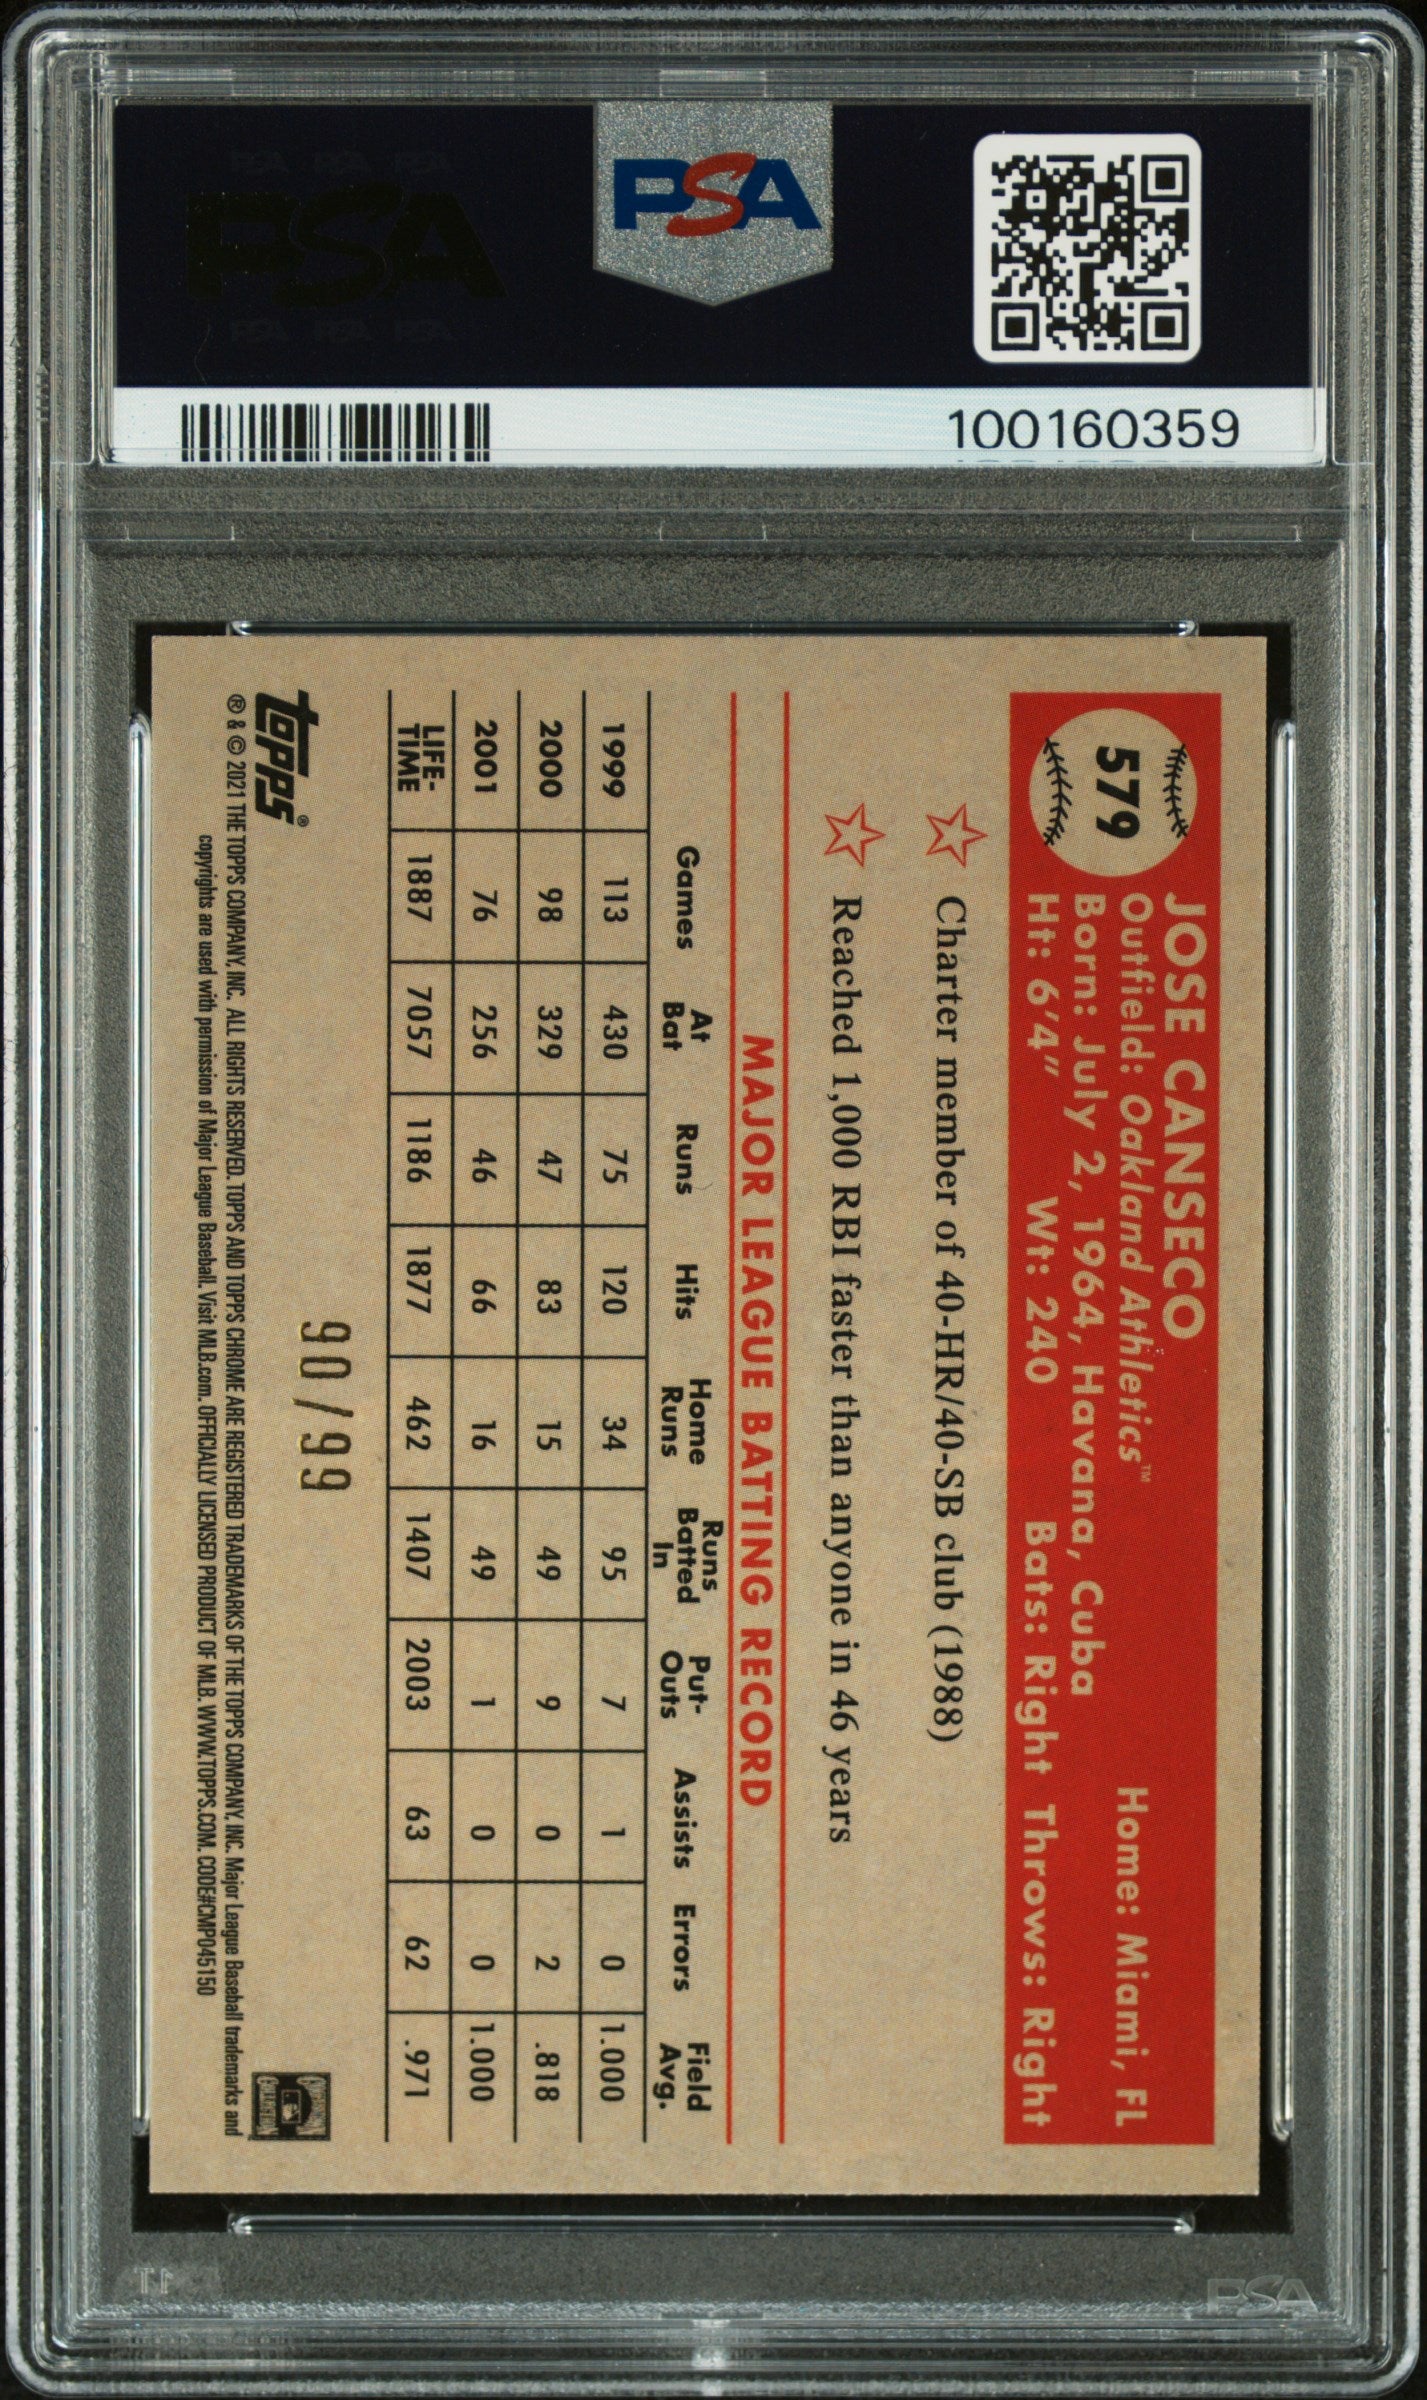 PSA
PSA
100160359
579
JOSE CANSECO
Outfield: Oakland Athletics™ Home: Miami, FL
Born: July 2, 1964, Havana, Cuba
Ht: 6'4" Wt: 240 Bats: Right Throws: Right
Charter member of 40-HR/40-SB club (1988)
Reached 1,000 RBI faster than anyone in 46 years
MAJOR LEAGUE BATTING RECORD
Games At Bat Runs Hits Home Runs Runs Batted In Put-Outs Assists Errors Field Avg.
1999 113 430 75 120 34 95 7 1 0 1.000
2000 98 329 47 83 15 49 9 0 2 .818
2001 76 256 46 66 16 49 1 0 0 1.000
LIFE-TIME 1887 7057 1186 1877 462 1407 2003 63 62 .971
90/99
topps®
® & © 2021 THE TOPPS COMPANY, INC. ALL RIGHTS RESERVED. TOPPS AND TOPPS CHROME ARE REGISTERED TRADEMARKS OF THE TOPPS COMPANY, INC. Major League Baseball trademarks and
copyrights are used with permission of Major League Baseball. Visit MLB.com. OFFICIALLY LICENSED PRODUCT OF MLB. WWW.TOPPS.COM. CODE#CMP045150
COOPERSTOWN
COLLECTION
PSA